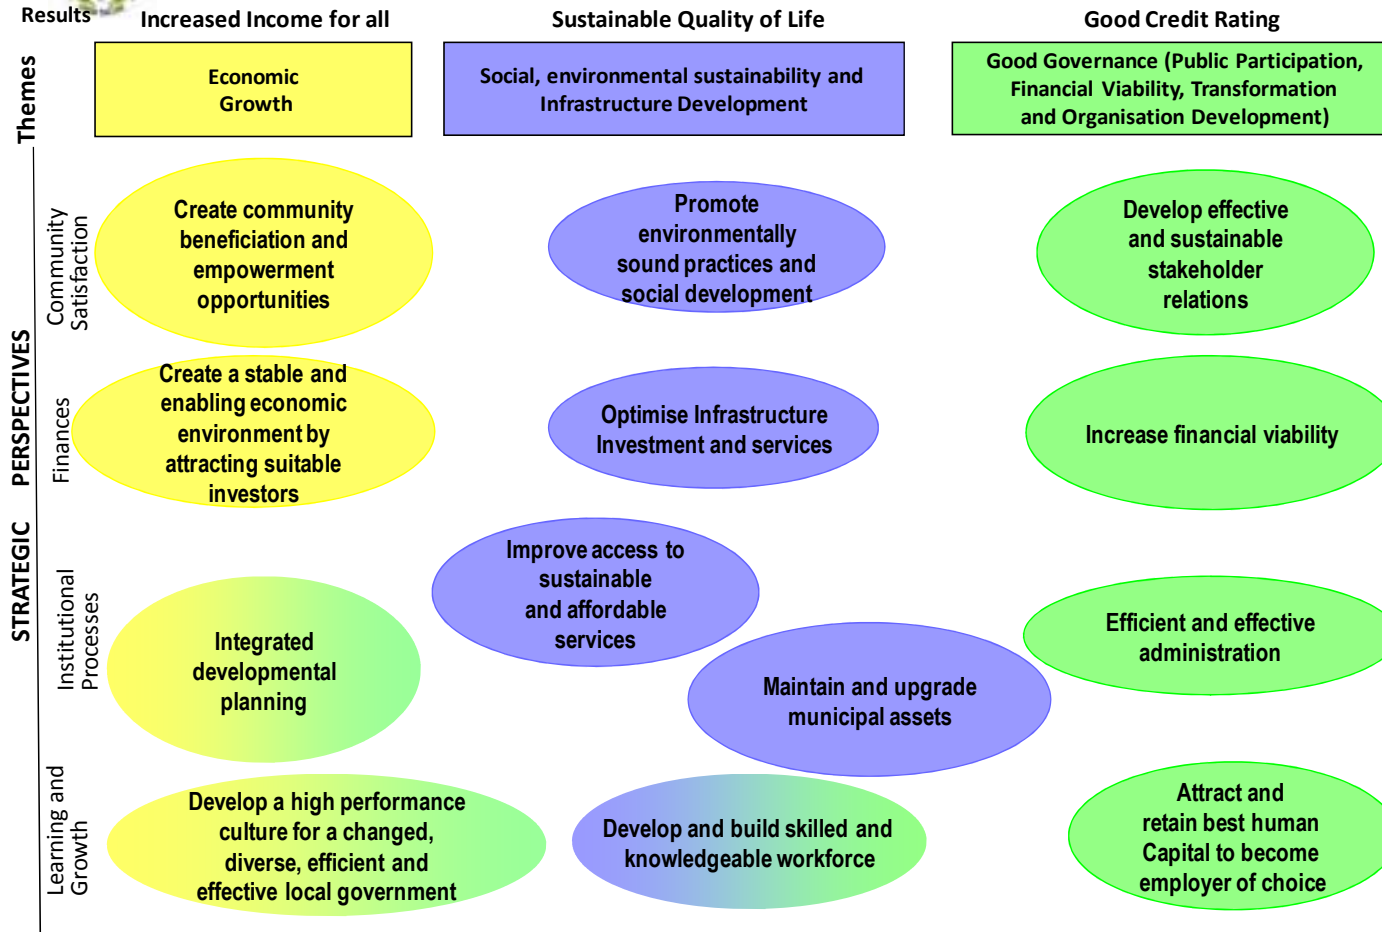 Results
Increased Income for all
Sustainable Quality of Life
Good Credit Rating
Themes
Economic
Growth
Social, environmental sustainability and
Infrastructure Development
Good Governance (Public Participation,
Financial Viability, Transformation
and Organisation Development)
STRATEGIC PERSPECTIVES
Community
Satisfaction
Create community
beneficiation and
empowerment
opportunities
Promote
environmentally
sound practices and
social development
Develop effective
and sustainable
stakeholder
relations
Finances
Create a stable and
enabling economic
environment by
attracting suitable
investors
Optimise Infrastructure
Investment and services
Increase financial viability
Institutional
Processes
Integrated
developmental
planning
Improve access to
sustainable
and affordable
services
Maintain and upgrade
municipal assets
Efficient and effective
administration
Learning and
Growth
Develop a high performance
culture for a changed,
diverse, efficient and
effective local government
Develop and build skilled and
knowledgeable workforce
Attract and
retain best human
Capital to become
employer of choice